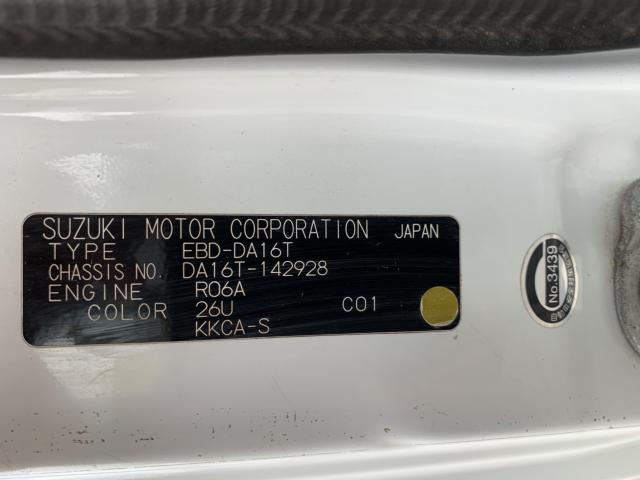 SUZUKI MOTOR CORPORATION JAPAN
TYPE EBD-DA16T
CHASSIS NO. DA16T-142928
ENGINE R06A
COLOR 26U C01
KKCA-S
No.3439